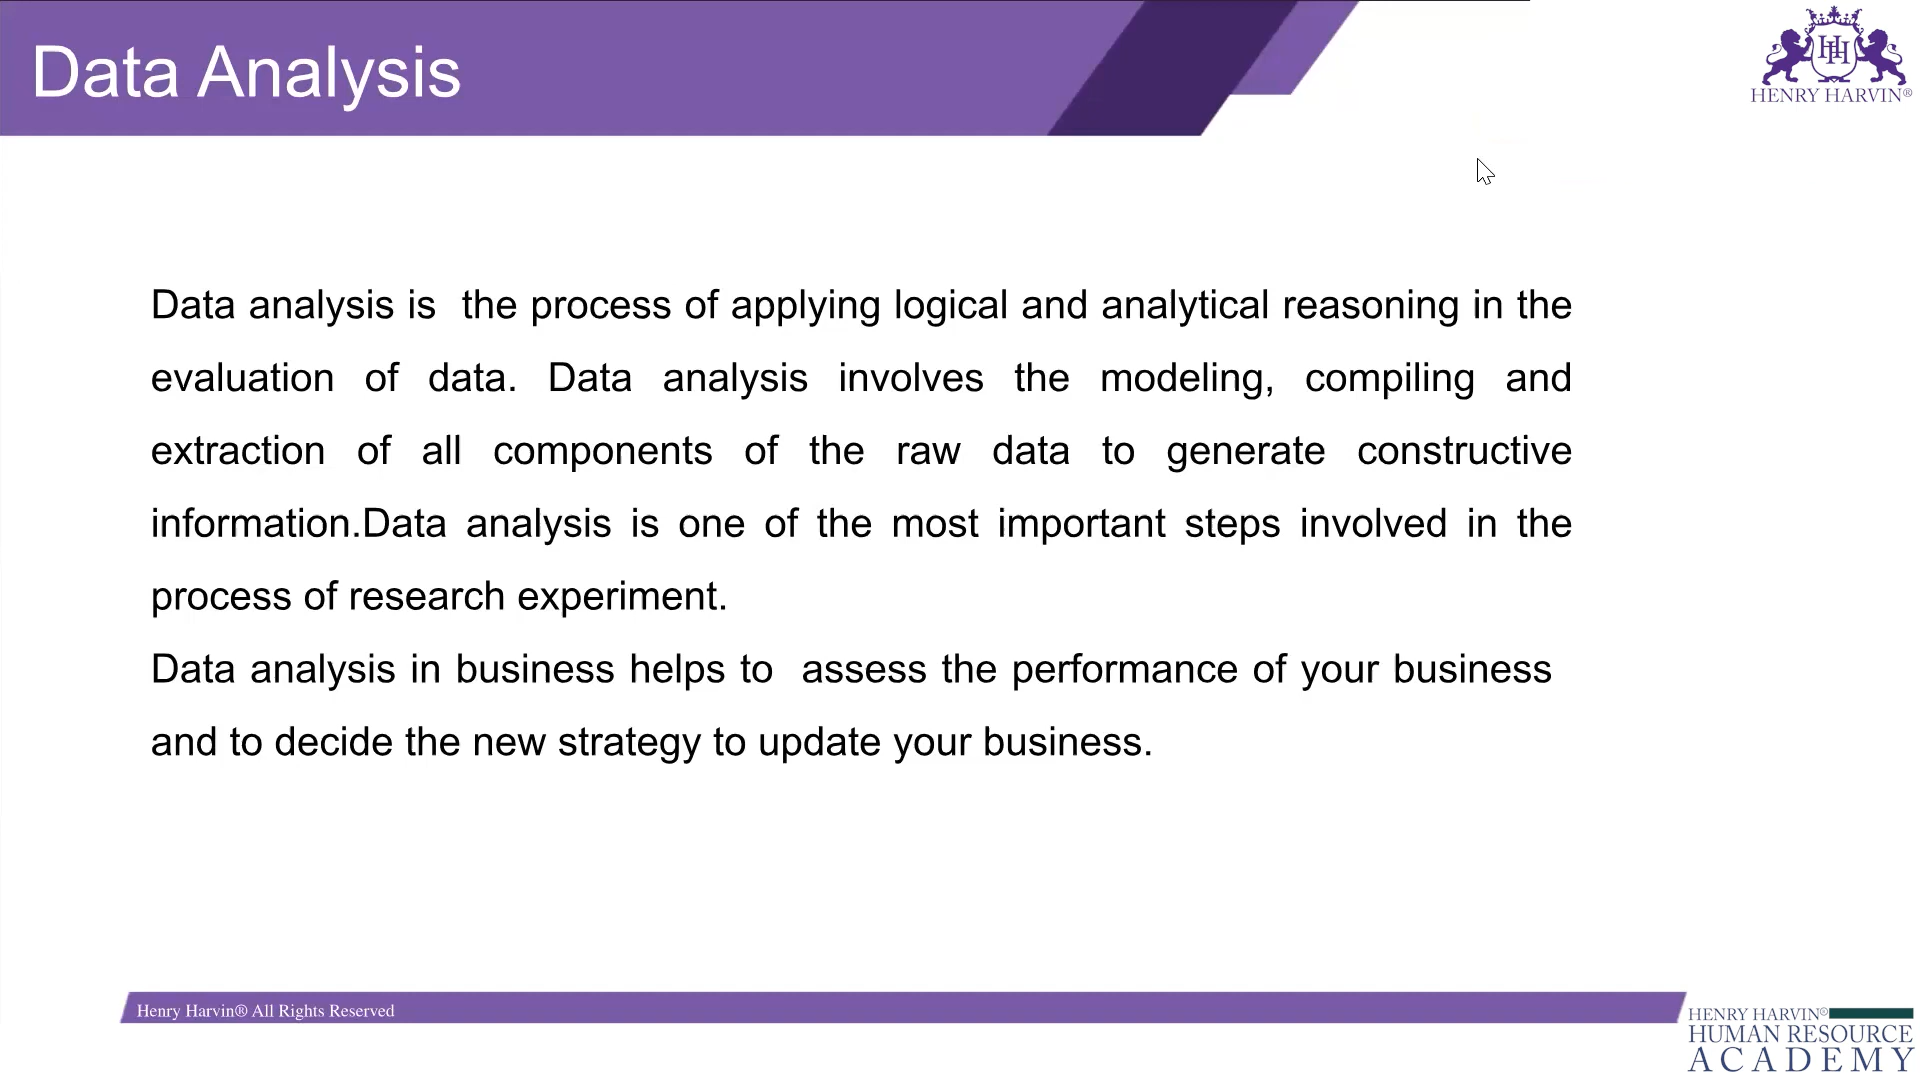 Data Analysis
HH
HENRY HARVIN®
Data analysis is  the process of applying logical and analytical reasoning in the
evaluation of data. Data analysis involves the modeling, compiling and
extraction of all components of the raw data to generate constructive
information.Data analysis is one of the most important steps involved in the
process of research experiment.
Data analysis in business helps to  assess the performance of your business
and to decide the new strategy to update your business.
Henry Harvin® All Rights Reserved
HENRY HARVIN®
HUMAN RESOURCE
ACADEMY